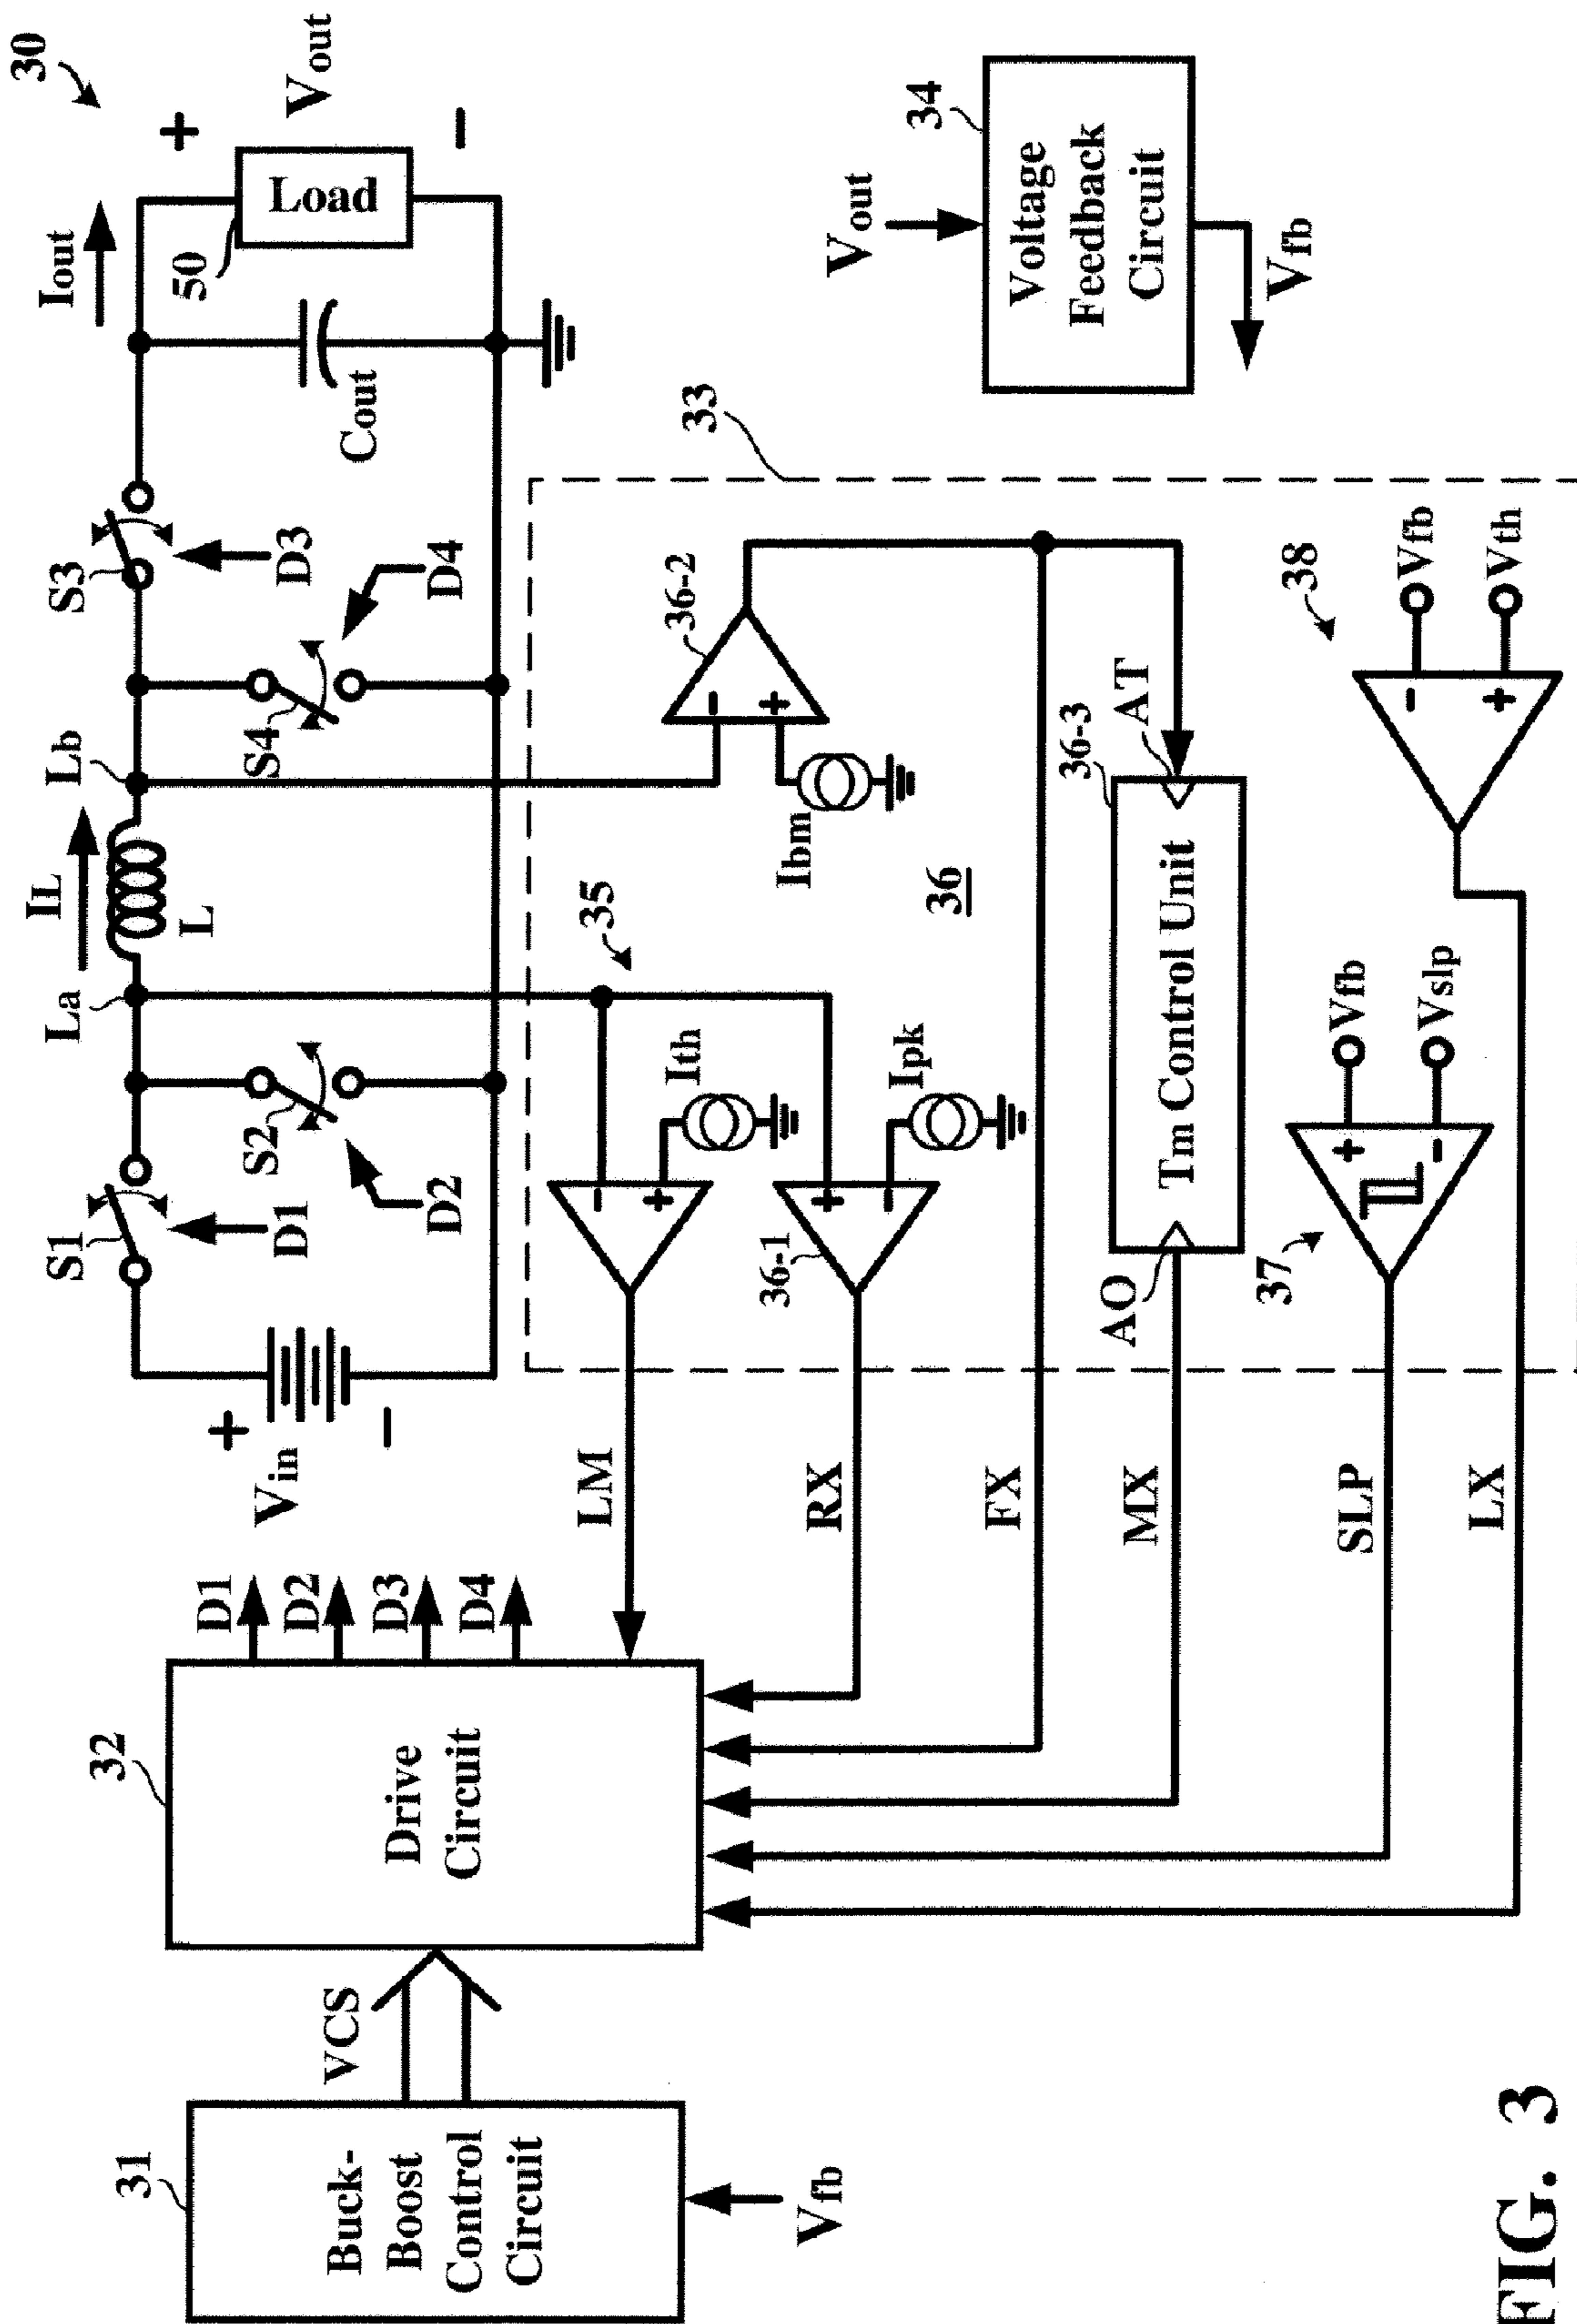 30
Iout
IL
S1
La
Lb
S3
+
Vin
−
D1
S2
D2
L
S4
D3
D4
Cout
50
Load
+
Vout
−
31
Buck-
Boost
Control
Circuit
Vfb
VCS
32
Drive
Circuit
D1
D2
D3
D4
LM
RX
FX
MX
SLP
LX
33
35
−
+
Ith
36-1
+
−
Ipk
36
36-2
−
+
Ibm
36-3
AO
Tm Control Unit
AT
37
+
−
Vfb
Vslp
38
−
+
Vfb
Vth
34
Vout
Voltage
Feedback
Circuit
Vfb
FIG. 3